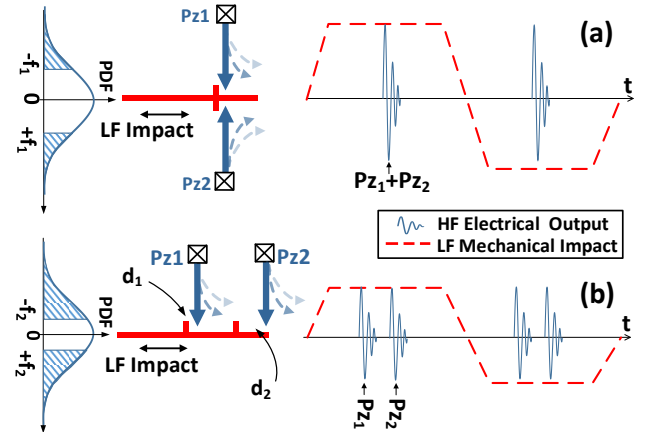 Pz1
(a)
-f₁
PDF
0
+f₁
LF Impact
t
Pz2
Pz₁+Pz₂
HF Electrical Output
LF Mechanical Impact
Pz1
Pz2
d₁
(b)
-f₂
PDF
0
+f₂
LF Impact
d₂
t
Pz₁
Pz₂